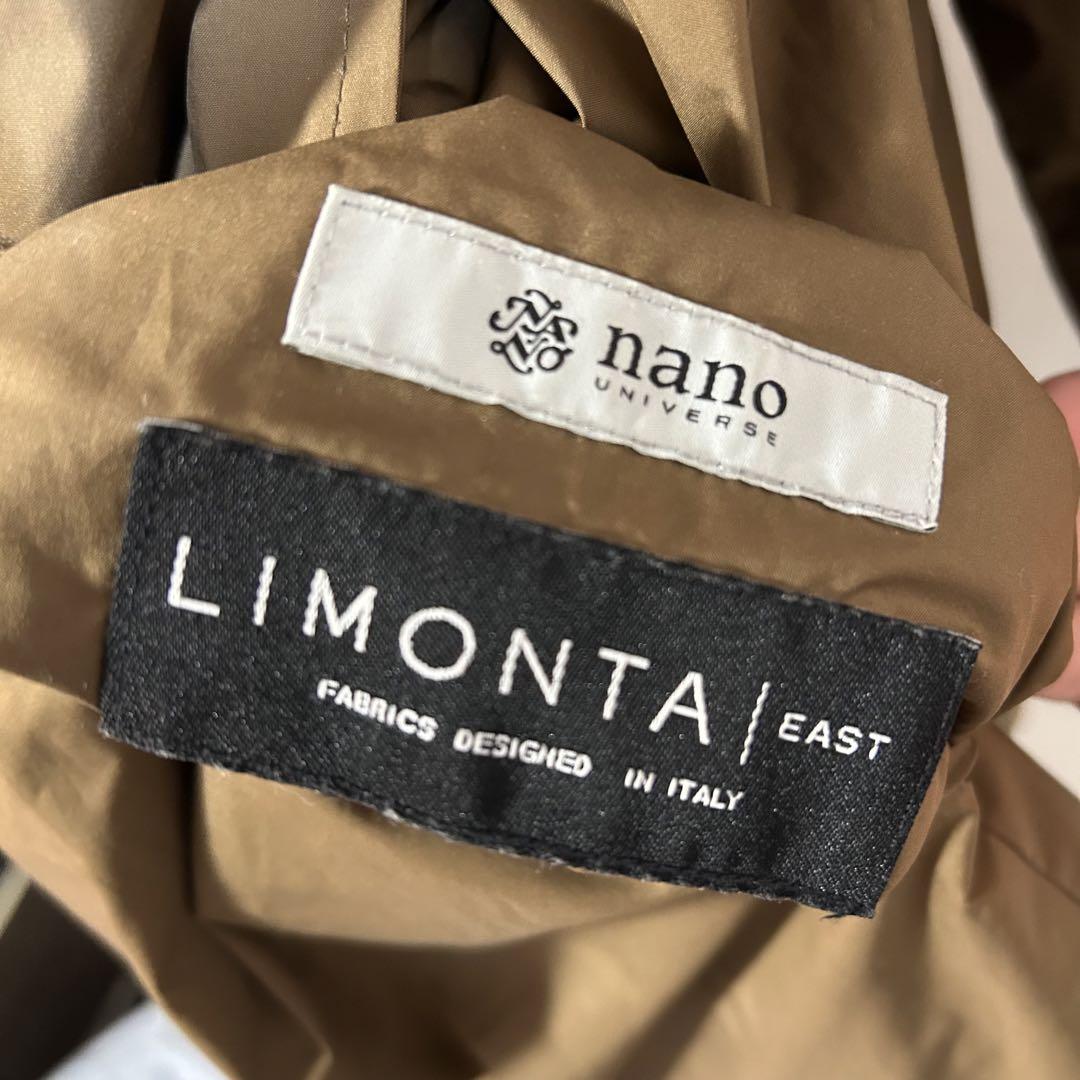 nano
UNIVERSE
LIMONTA | EAST
FABRICS DESIGNED IN ITALY